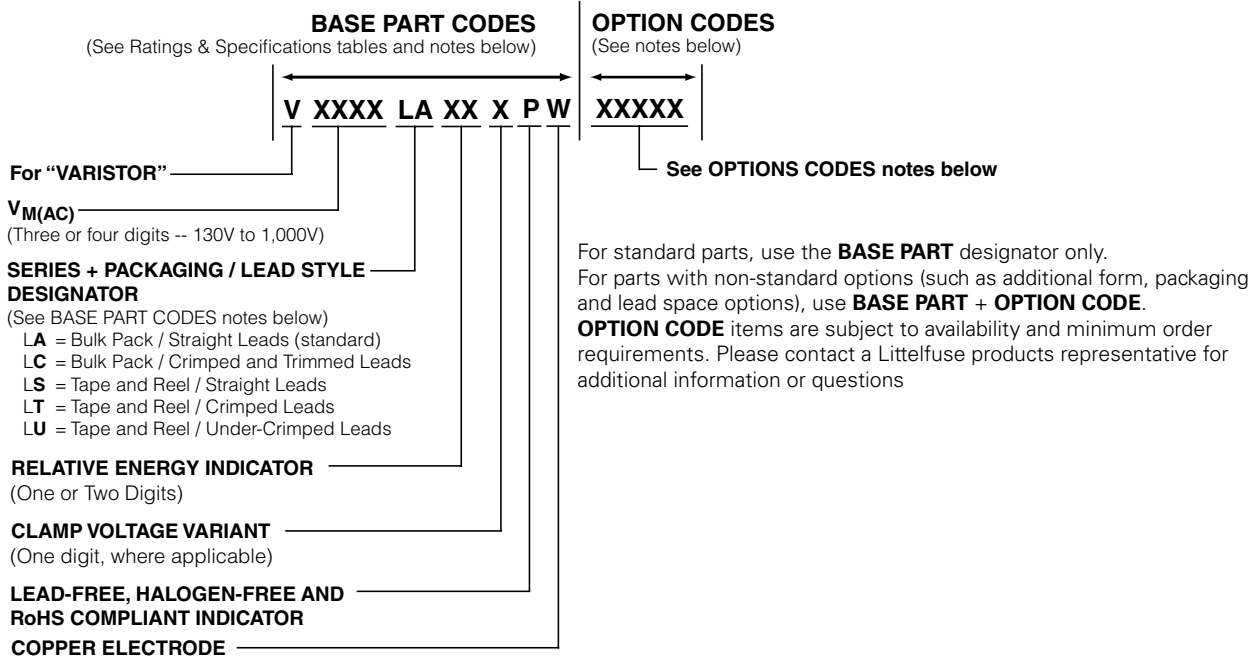 BASE PART CODES
(See Ratings & Specifications tables and notes below)
OPTION CODES
(See notes below)
V XXXX LA XX X P W XXXXX
For “VARISTOR”
See OPTIONS CODES notes below
VM(AC)
(Three or four digits -- 130V to 1,000V)
SERIES + PACKAGING / LEAD STYLE
DESIGNATOR
(See BASE PART CODES notes below)
LA = Bulk Pack / Straight Leads (standard)
LC = Bulk Pack / Crimped and Trimmed Leads
LS = Tape and Reel / Straight Leads
LT = Tape and Reel / Crimped Leads
LU = Tape and Reel / Under-Crimped Leads
RELATIVE ENERGY INDICATOR
(One or Two Digits)
CLAMP VOLTAGE VARIANT
(One digit, where applicable)
LEAD-FREE, HALOGEN-FREE AND
RoHS COMPLIANT INDICATOR
COPPER ELECTRODE
For standard parts, use the BASE PART designator only.
For parts with non-standard options (such as additional form, packaging
and lead space options), use BASE PART + OPTION CODE.
OPTION CODE items are subject to availability and minimum order
requirements. Please contact a Littelfuse products representative for
additional information or questions